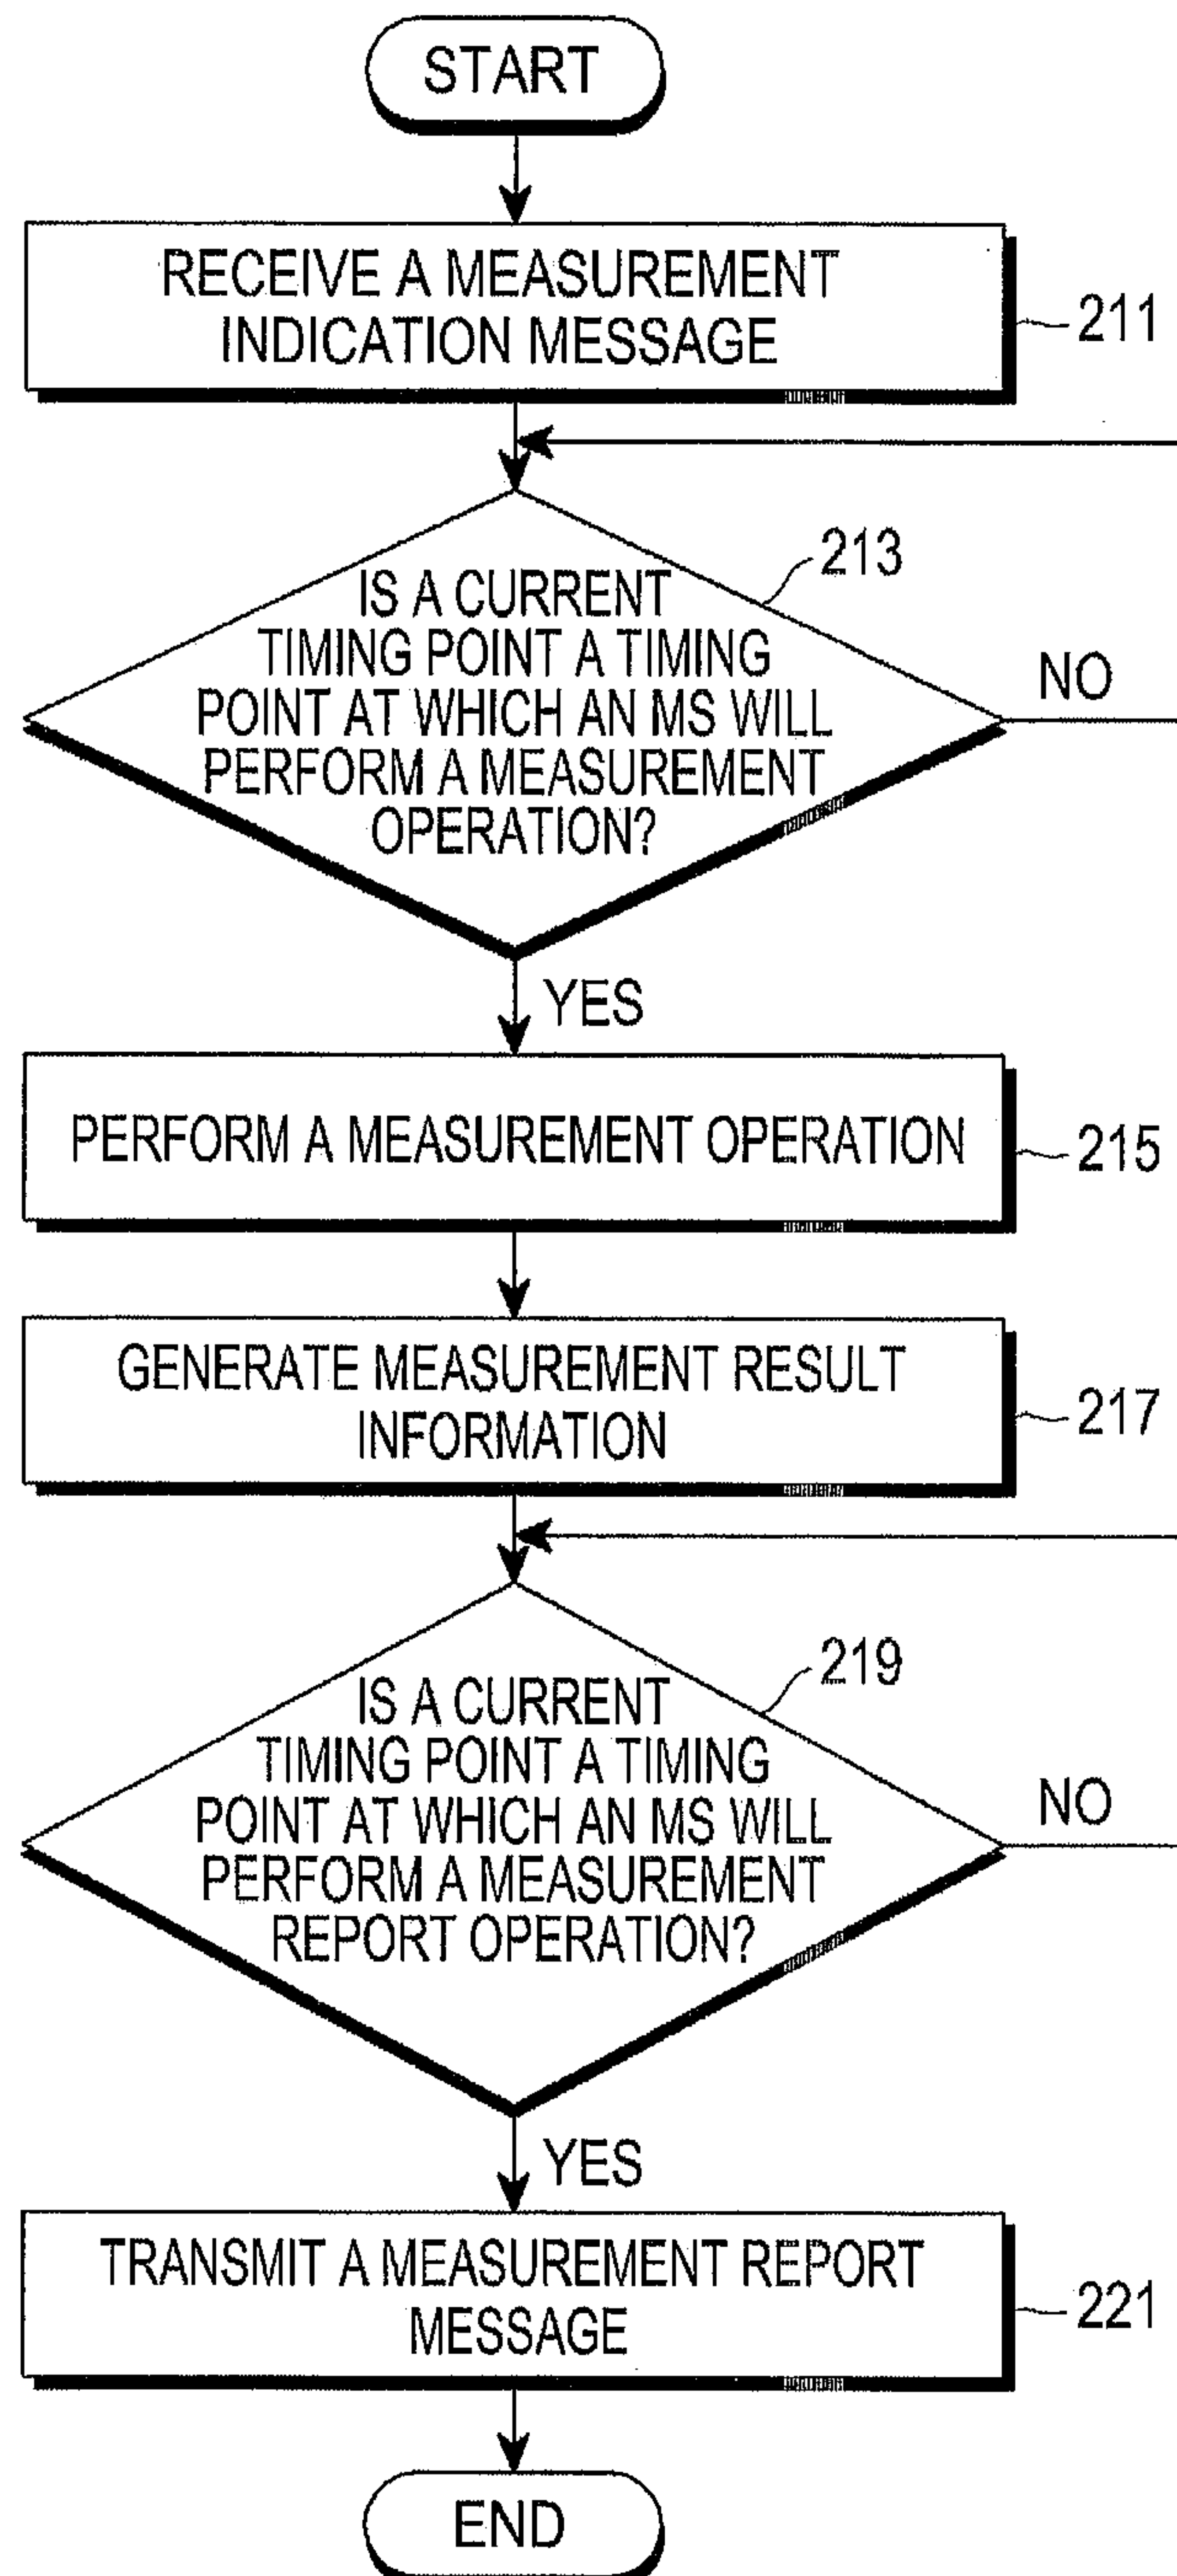 START
RECEIVE A MEASUREMENT
INDICATION MESSAGE
211
213
IS A CURRENT
TIMING POINT A TIMING
POINT AT WHICH AN MS WILL
PERFORM A MEASUREMENT
OPERATION?
NO
YES
PERFORM A MEASUREMENT OPERATION
215
GENERATE MEASUREMENT RESULT
INFORMATION
217
219
IS A CURRENT
TIMING POINT A TIMING
POINT AT WHICH AN MS WILL
PERFORM A MEASUREMENT
REPORT OPERATION?
NO
YES
TRANSMIT A MEASUREMENT REPORT
MESSAGE
221
END